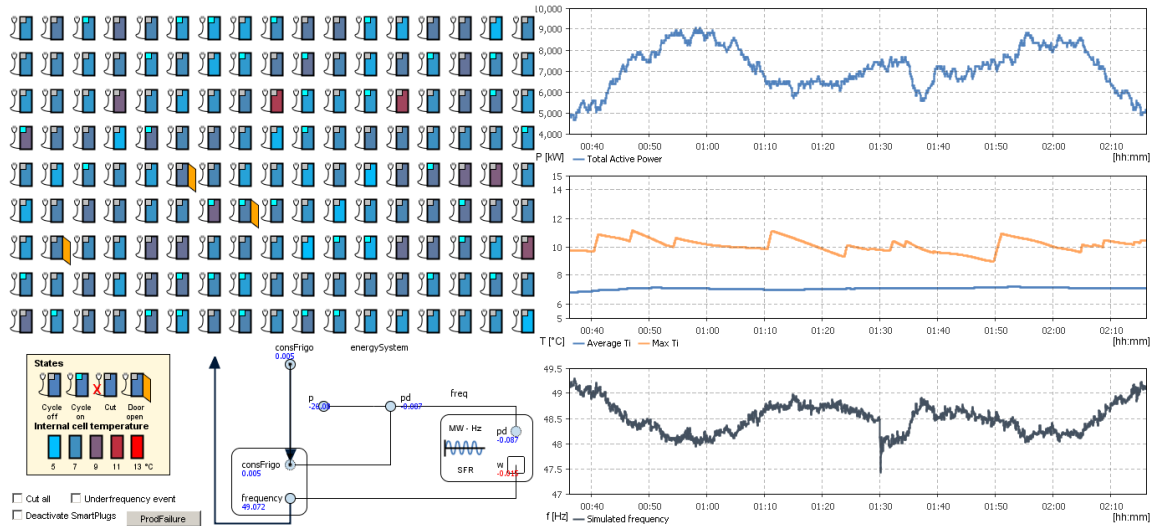 10,000
9,000
8,000
7,000
6,000
5,000
4,000
00:40 00:50 01:00 01:10 01:20 01:30 01:40 01:50 02:00 02:10
P [kW] Total Active Power [hh:mm]
15
14
12
10
8
6
5
00:40 00:50 01:00 01:10 01:20 01:30 01:40 01:50 02:00 02:10
T [°C] Average Ti Max Ti [hh:mm]
49.5
49
48.5
48
47.5
47
00:40 00:50 01:00 01:10 01:20 01:30 01:40 01:50 02:00 02:10
f [Hz] Simulated frequency [hh:mm]
States
Cycle off
Cycle on
Cut
Door open
Internal cell temperature
5 7 9 11 13 °C
Cut all Underfrequency event
Deactivate SmartPlugs ProdFailure
consFrigo
0.005
energySystem
p
pd
-0.087
freq
MW - Hz
SFR
pd
-0.087
w
-0.015
consFrigo
0.005
frequency
49.072